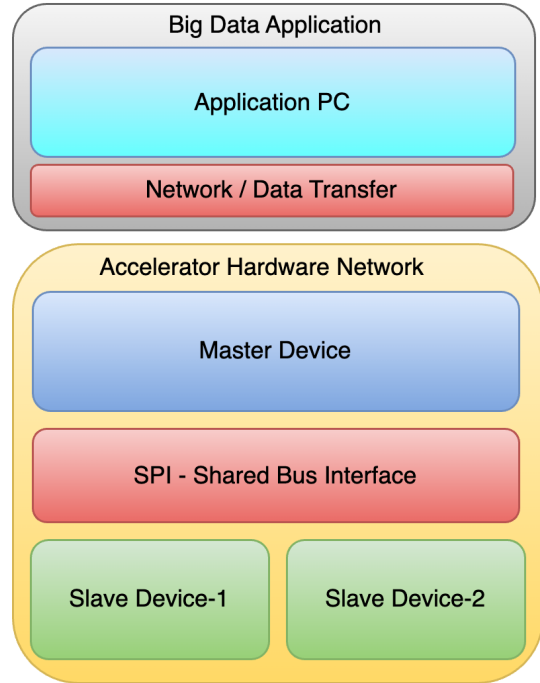 Big Data Application
Application PC
Network / Data Transfer
Accelerator Hardware Network
Master Device
SPI - Shared Bus Interface
Slave Device-1
Slave Device-2